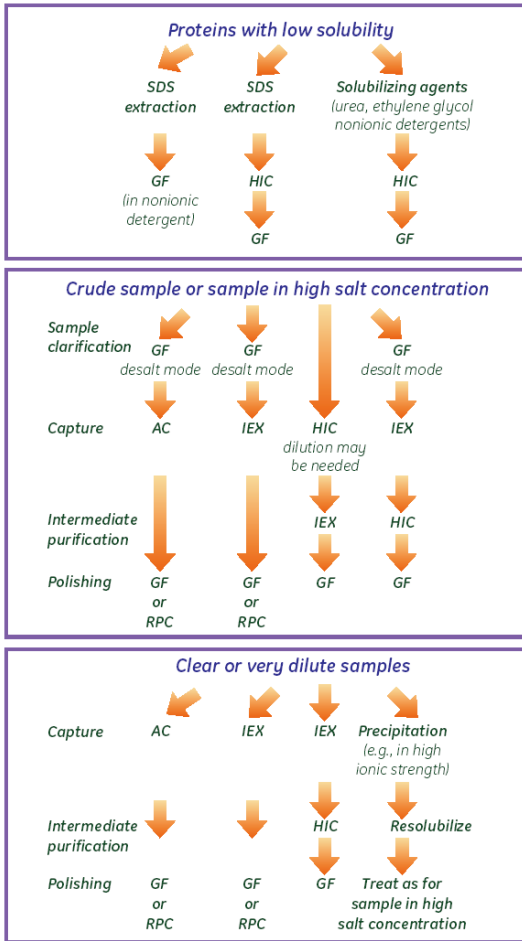 Proteins with low solubility
SDS SDS Solubilizing agents
extraction extraction (urea, ethylene glycol
nonionic detergents)
GF HIC HIC
(in nonionic
detergent)
GF GF
Crude sample or sample in high salt concentration
Sample
clarification
GF GF GF
desalt mode desalt mode desalt mode
Capture AC IEX HIC IEX
dilution may
be needed
Intermediate IEX HIC
purification
Polishing GF GF GF GF
or or
RPC RPC
Clear or very dilute samples
Capture AC IEX IEX Precipitation
(e.g., in high
ionic strength)
Intermediate HIC Resolubilize
purification
Polishing GF GF GF Treat as for
or or sample in high
RPC RPC salt concentration